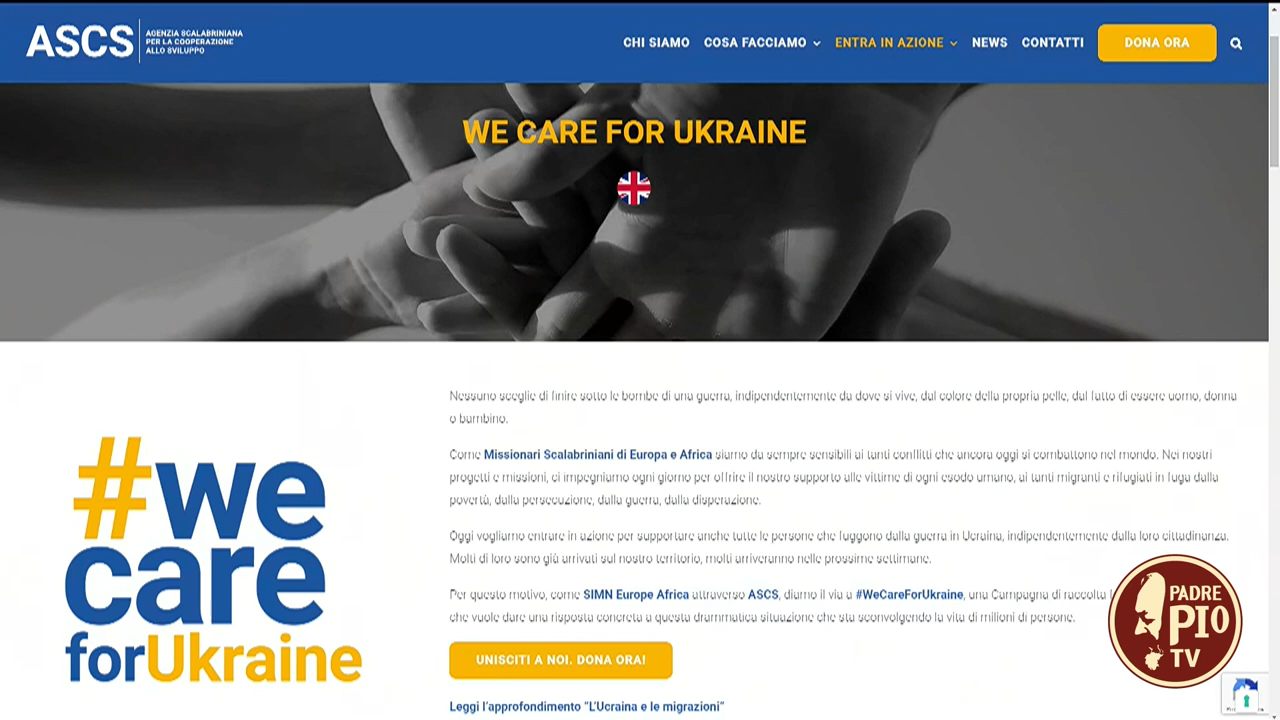 ASCS
AGENZIA SCALABRINIANA
PER LA COOPERAZIONE
ALLO SVILUPPO
CHI SIAMO COSA FACCIAMO ENTRA IN AZIONE NEWS CONTATTI DONA ORA
WE CARE FOR UKRAINE
#we
care
forUkraine
Nessuno sceglie di finire sotto le bombe di una guerra, indipendentemente da dove si vive, dal colore della propria pelle, dal fatto di essere uomo, donna
o bambino.
Come Missionari Scalabriniani di Europa e Africa siamo da sempre sensibili ai tanti conflitti che ancora oggi si combattono nel mondo. Nei nostri
progetti e missioni, ci impegniamo ogni giorno per offrire il nostro supporto alle vittime di ogni esodo umano, ai tanti migranti e rifugiati in fuga dalla
povertà, dalla persecuzione, dalla guerra, dalla disperazione.
Oggi vogliamo entrare in azione per supportare anche tutte le persone che fuggono dalla guerra in Ucraina, indipendentemente dalla loro cittadinanza.
Molti di loro sono già arrivati sul nostro territorio, molti arriveranno nelle prossime settimane.
Per questo motivo, come SIMN Europe Africa attraverso ASCS, diamo il via a #WeCareForUkraine, una Campagna di raccolta
che vuole dare una risposta concreta a questa drammatica situazione che sta sconvolgendo la vita di milioni di persone.
UNISCITI A NOI. DONA ORA!
Leggi l'approfondimento "L'Ucraina e le migrazioni"
PADRE
PIO
TV